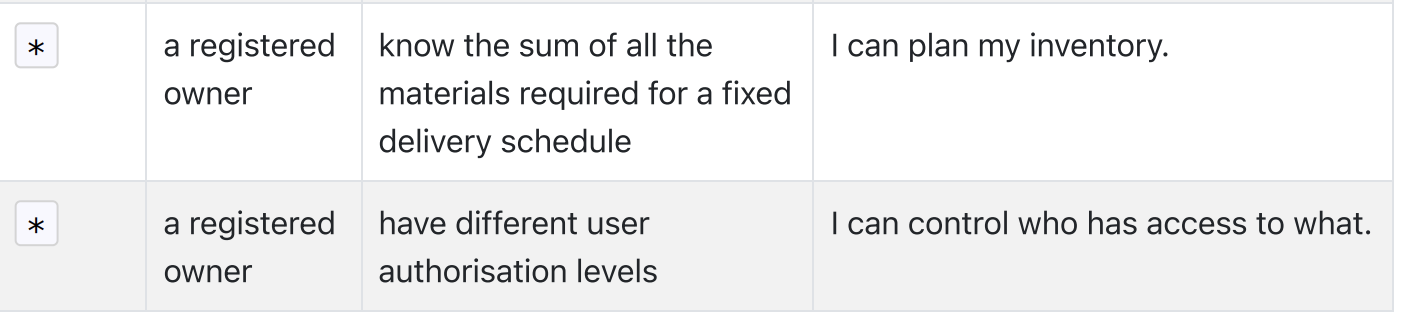 *
a registered
owner
know the sum of all the
materials required for a fixed
delivery schedule
I can plan my inventory.
*
a registered
owner
have different user
authorisation levels
I can control who has access to what.